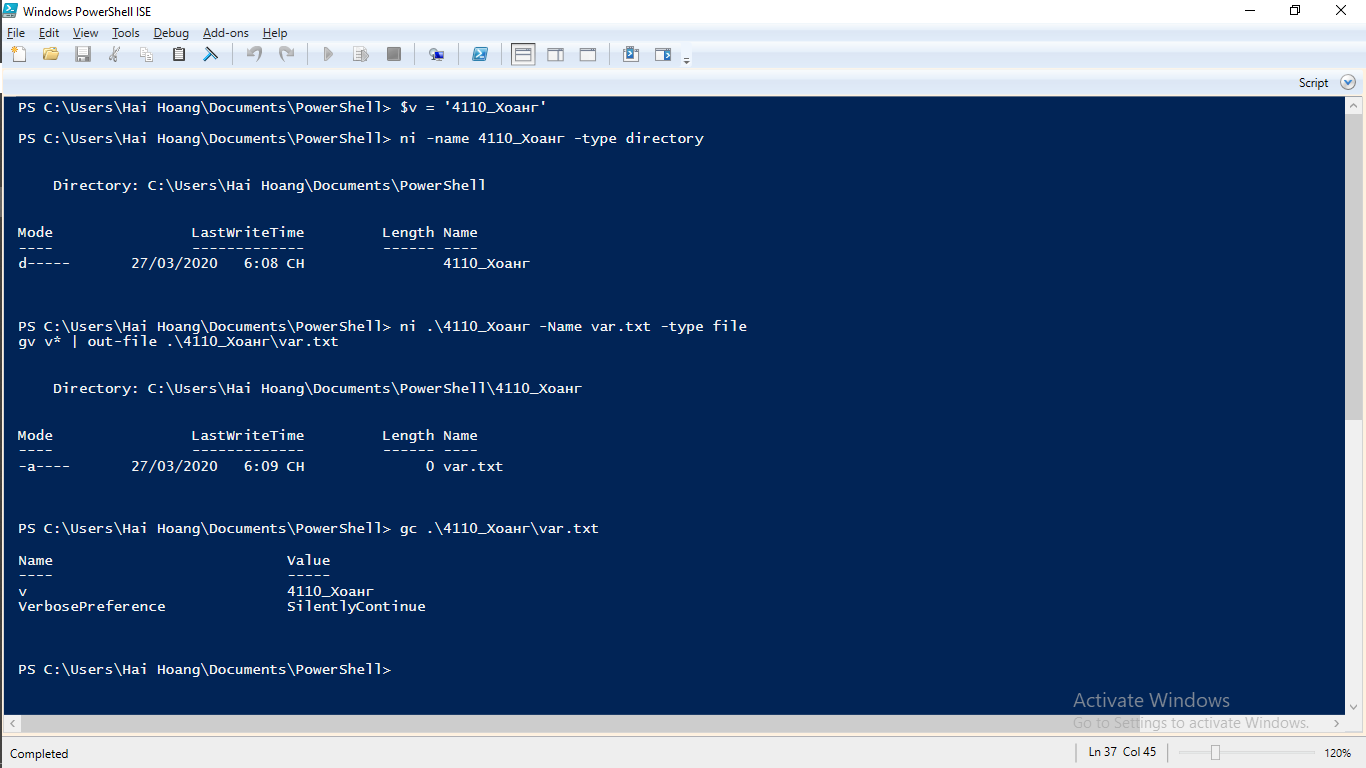 Windows PowerShell ISE
File Edit View Tools Debug Add-ons Help
Script
PS C:\Users\Hai Hoang\Documents\PowerShell> $v = '4110_Хоанг'
PS C:\Users\Hai Hoang\Documents\PowerShell> ni -name 4110_Хоанг -type directory
Directory: C:\Users\Hai Hoang\Documents\PowerShell
Mode LastWriteTime Length Name
---- ------------- ------ ----
d----- 27/03/2020 6:08 CH 4110_Хоанг
PS C:\Users\Hai Hoang\Documents\PowerShell> ni .\4110_Хоанг -Name var.txt -type file
gv v* | out-file .\4110_Хоанг\var.txt
Directory: C:\Users\Hai Hoang\Documents\PowerShell\4110_Хоанг
Mode LastWriteTime Length Name
---- ------------- ------ ----
-a---- 27/03/2020 6:09 CH 0 var.txt
PS C:\Users\Hai Hoang\Documents\PowerShell> gc .\4110_Хоанг\var.txt
Name Value
---- -----
v 4110_Хоанг
VerbosePreference SilentlyContinue
PS C:\Users\Hai Hoang\Documents\PowerShell>
Activate Windows
Go to Settings to activate Windows.
Completed Ln 37 Col 45 120%